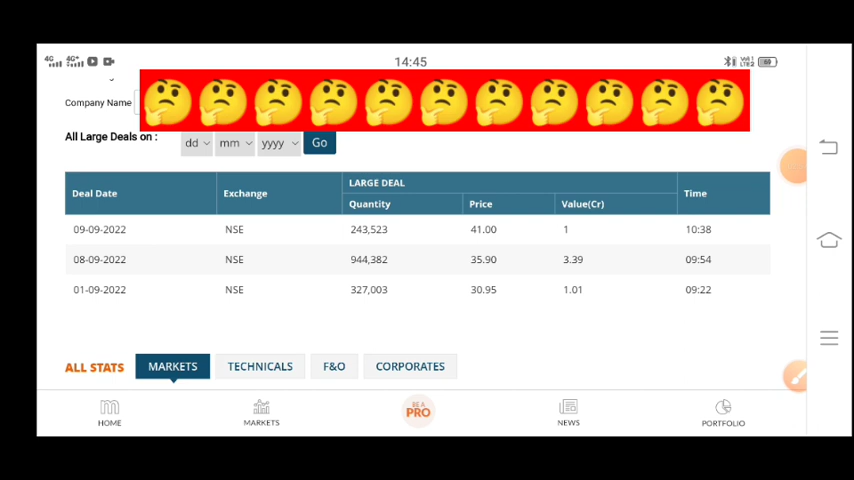 4G 4G+ 14:45 69
Company Name
All Large Deals on :
dd mm yyyy Go
Deal Date Exchange LARGE DEAL Time
Quantity Price Value(Cr)
09-09-2022 NSE 243,523 41.00 1 10:38
08-09-2022 NSE 944,382 35.90 3.39 09:54
01-09-2022 NSE 327,003 30.95 1.01 09:22
ALL STATS MARKETS TECHNICALS F&O CORPORATES
BE A
PRO
HOME MARKETS NEWS PORTFOLIO